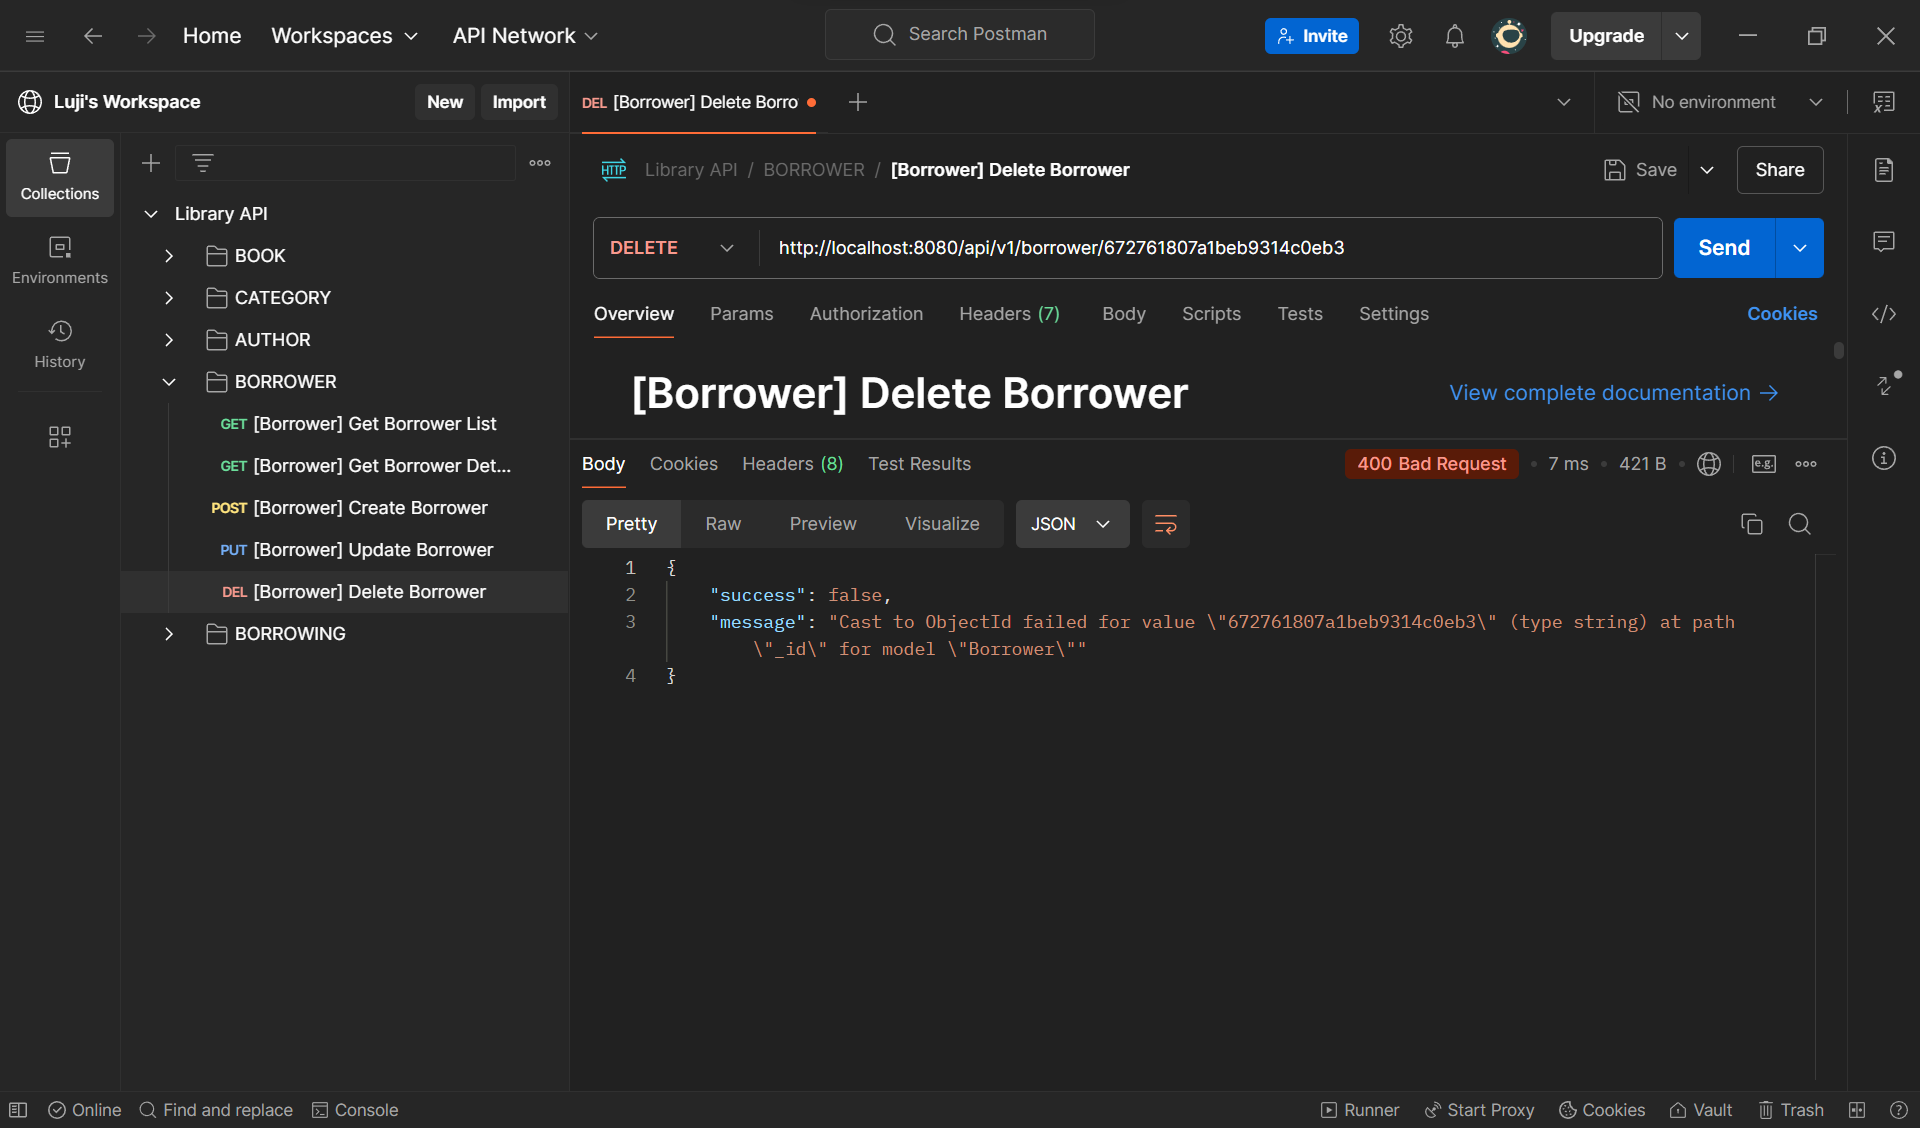 Home Workspaces API Network Search Postman Invite Upgrade
Luji's Workspace New Import DEL [Borrower] Delete Borro No environment
Collections
Environments
History
Library API
BOOK
CATEGORY
AUTHOR
BORROWER
GET [Borrower] Get Borrower List
GET [Borrower] Get Borrower Det...
POST [Borrower] Create Borrower
PUT [Borrower] Update Borrower
DEL [Borrower] Delete Borrower
BORROWING
HTTP Library API / BORROWER / [Borrower] Delete Borrower Save Share
DELETE http://localhost:8080/api/v1/borrower/672761807a1beb9314c0eb3 Send
Overview Params Authorization Headers (7) Body Scripts Tests Settings Cookies
[Borrower] Delete Borrower View complete documentation →
Body Cookies Headers (8) Test Results 400 Bad Request • 7 ms • 421 B • e.g.
Pretty Raw Preview Visualize JSON
1 {
2 "success": false,
3 "message": "Cast to ObjectId failed for value \"672761807a1beb9314c0eb3\" (type string) at path
\"_id\" for model \"Borrower\""
4 }
Online Find and replace Console Runner Start Proxy Cookies Vault Trash